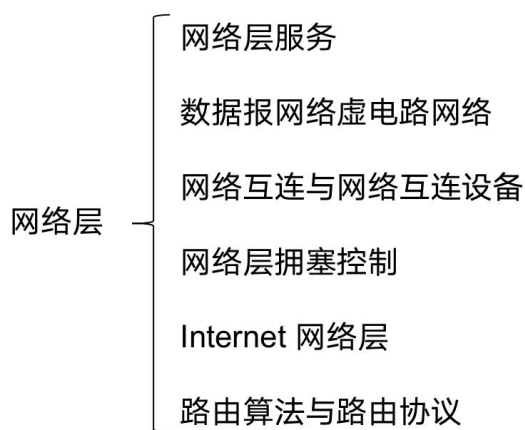 网络层服务
数据报网络虚电路网络
网络互连与网络互连设备
网络层
网络层拥塞控制
Internet 网络层
路由算法与路由协议